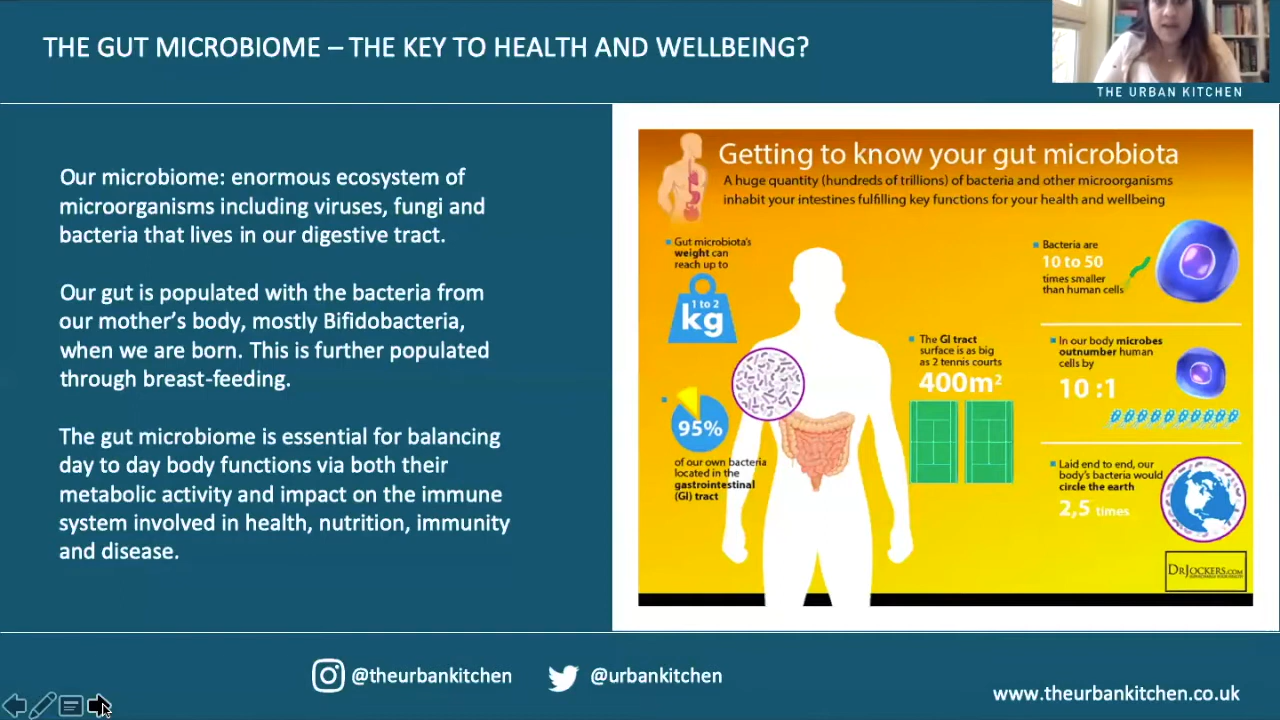 THE GUT MICROBIOME – THE KEY TO HEALTH AND WELLBEING?
THE URBAN KITCHEN
Our microbiome: enormous ecosystem of
microorganisms including viruses, fungi and
bacteria that lives in our digestive tract.
Our gut is populated with the bacteria from
our mother's body, mostly Bifidobacteria,
when we are born. This is further populated
through breast-feeding.
The gut microbiome is essential for balancing
day to day body functions via both their
metabolic activity and impact on the immune
system involved in health, nutrition, immunity
and disease.
Getting to know your gut microbiota
A huge quantity (hundreds of trillions) of bacteria and other microorganisms
inhabit your intestines fulfilling key functions for your health and wellbeing
Gut microbiota's
weight can
reach up to
1 to 2
kg
95%
of our own bacteria
located in the
gastrointestinal
(GI) tract
The GI tract
surface is as big
as 2 tennis courts
400m²
Bacteria are
10 to 50
times smaller
than human cells
In our body microbes
outnumber human
cells by
10 :1
Laid end to end, our
body's bacteria would
circle the earth
2,5 times
DRJOCKERS.COM
@theurbankitchen
@urbankitchen
www.theurbankitchen.co.uk